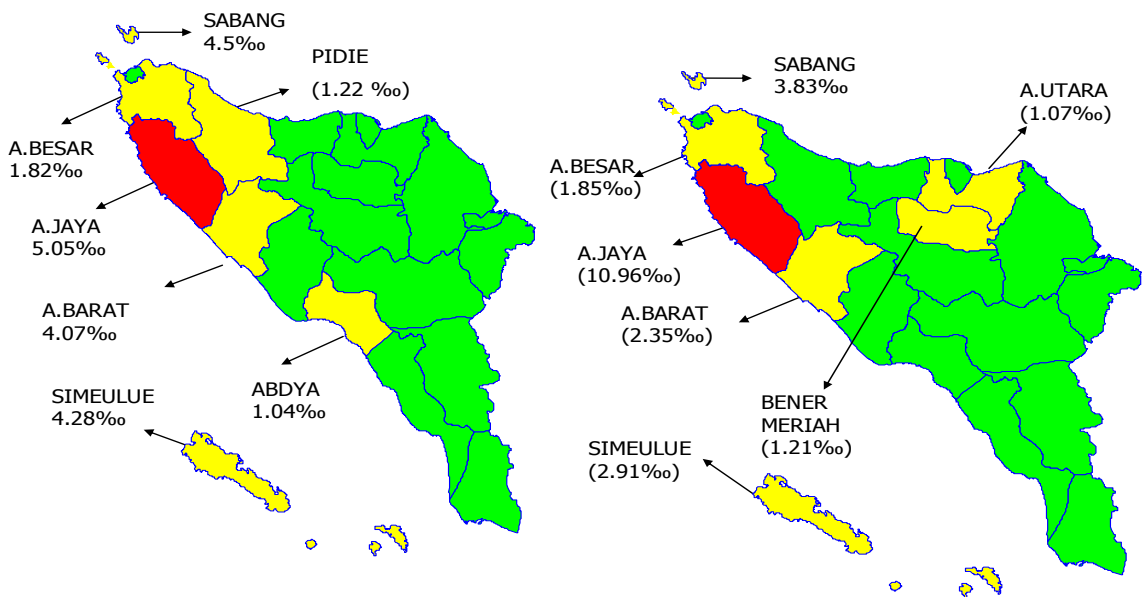 SABANG
4.5‰
PIDIE
(1.22 ‰)
A.BESAR
1.82‰
A.JAYA
5.05‰
A.BARAT
4.07‰
SIMEULUE
4.28‰
ABDYA
1.04‰
SABANG
3.83‰
A.UTARA
(1.07‰)
A.BESAR
(1.85‰)
A.JAYA
(10.96‰)
A.BARAT
(2.35‰)
BENER
MERIAH
(1.21‰)
SIMEULUE
(2.91‰)